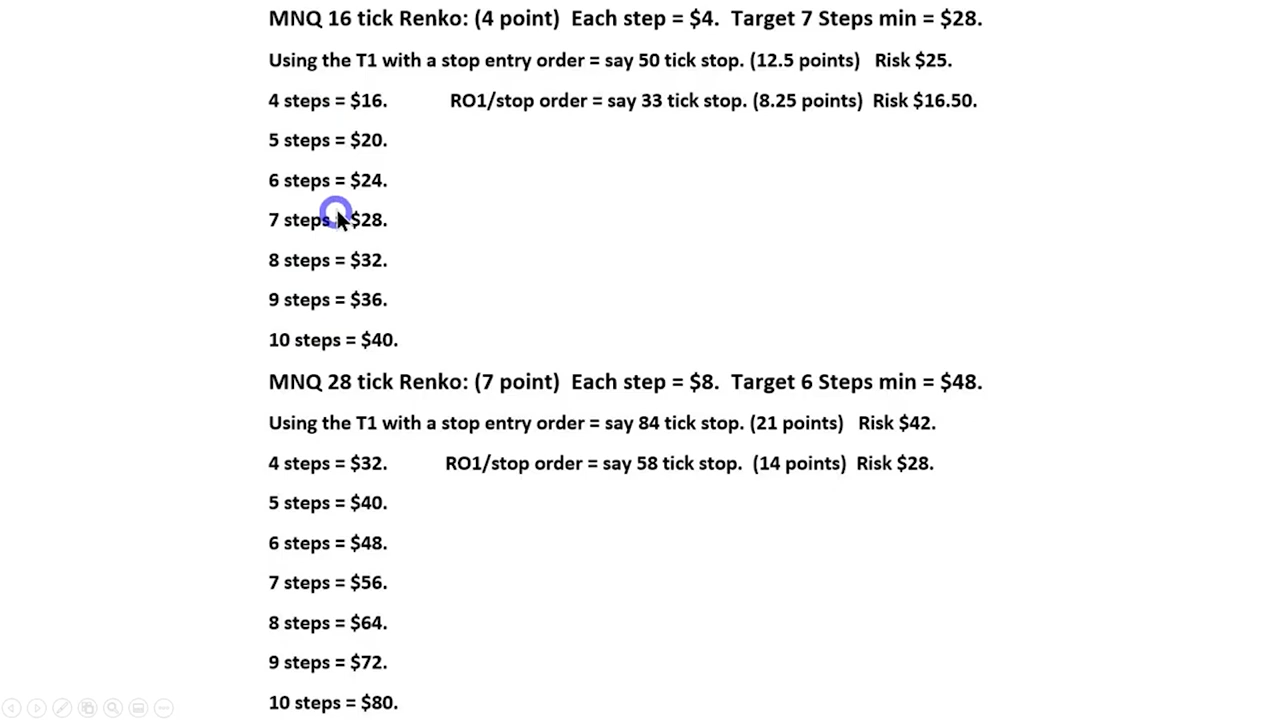 MNQ 16 tick Renko: (4 point) Each step = $4. Target 7 Steps min = $28.
Using the T1 with a stop entry order = say 50 tick stop. (12.5 points) Risk $25.
4 steps = $16. RO1/stop order = say 33 tick stop. (8.25 points) Risk $16.50.
5 steps = $20.
6 steps = $24.
7 steps = $28.
8 steps = $32.
9 steps = $36.
10 steps = $40.
MNQ 28 tick Renko: (7 point) Each step = $8. Target 6 Steps min = $48.
Using the T1 with a stop entry order = say 84 tick stop. (21 points) Risk $42.
4 steps = $32. RO1/stop order = say 58 tick stop. (14 points) Risk $28.
5 steps = $40.
6 steps = $48.
7 steps = $56.
8 steps = $64.
9 steps = $72.
10 steps = $80.